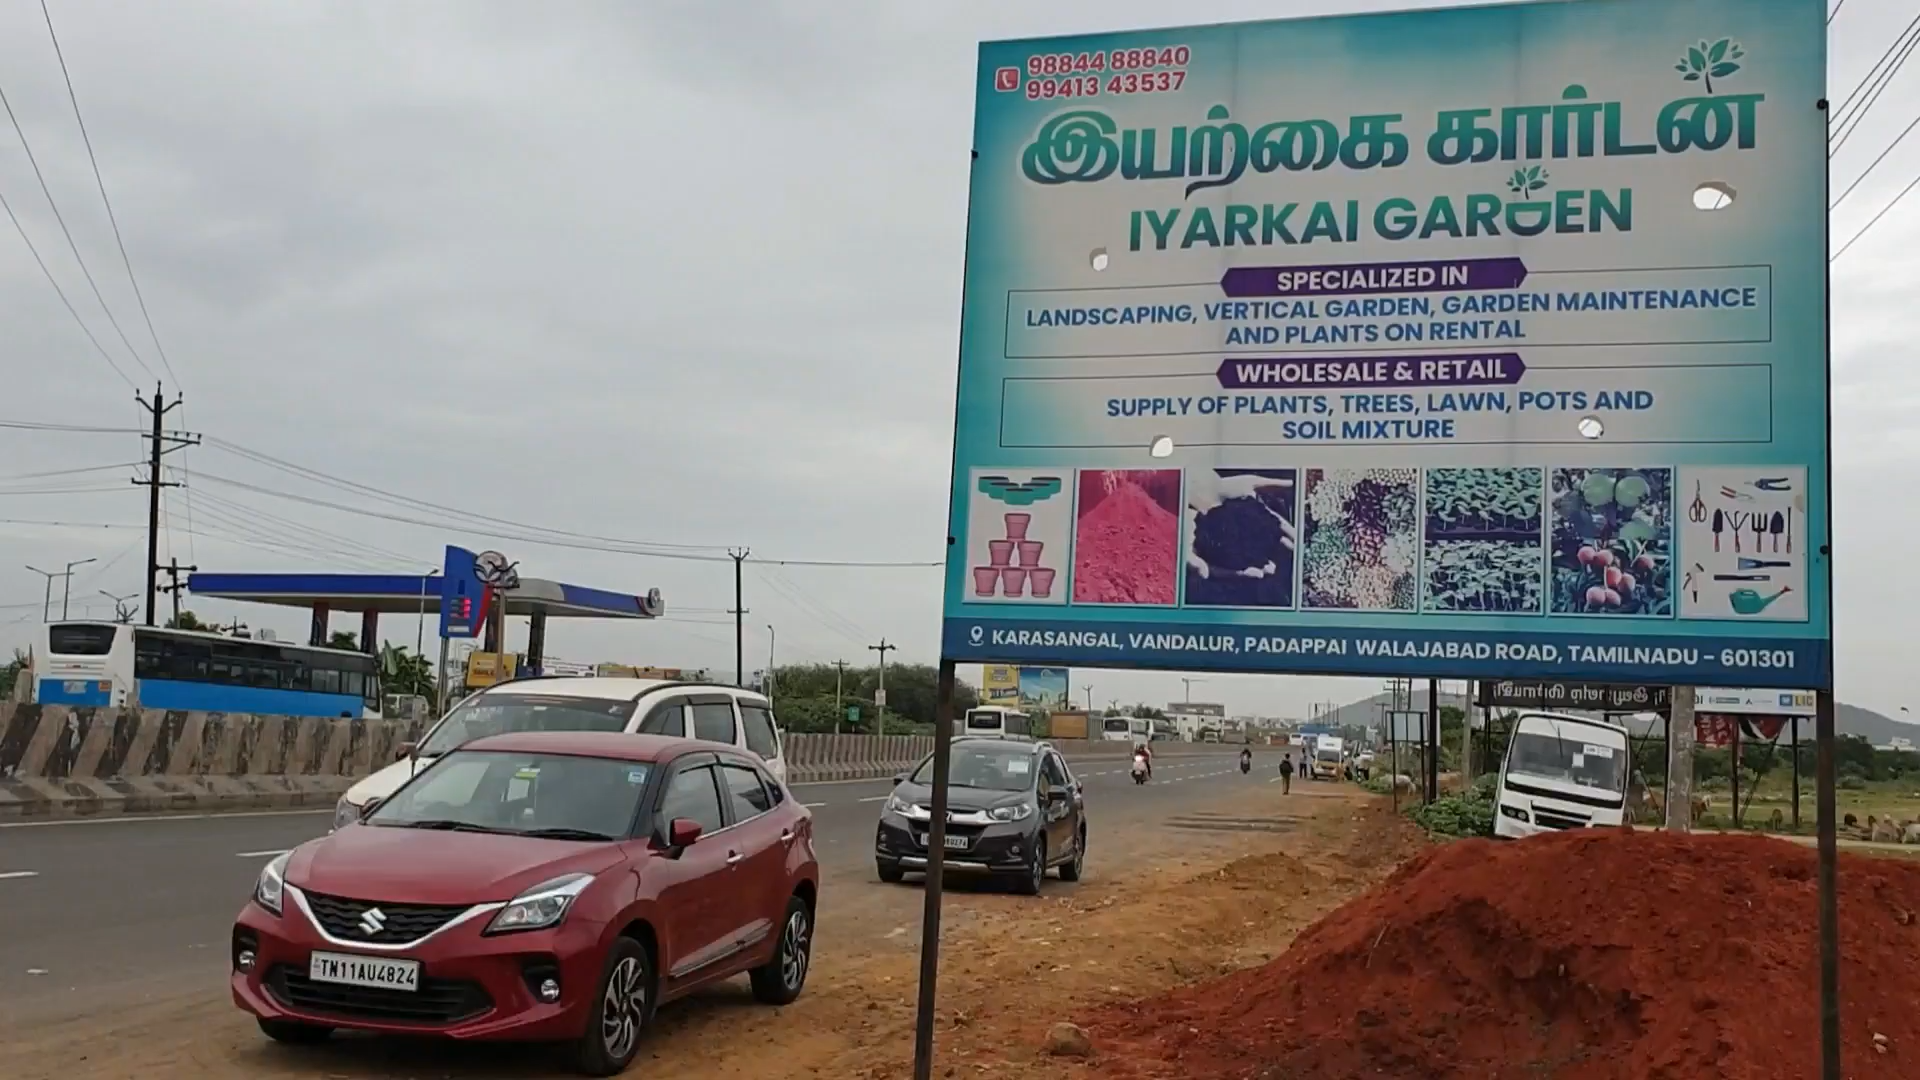 98844 88840
99413 43537
இயற்கை கார்டன்
IYARKAI GARDEN
SPECIALIZED IN
LANDSCAPING, VERTICAL GARDEN, GARDEN MAINTENANCE
AND PLANTS ON RENTAL
WHOLESALE & RETAIL
SUPPLY OF PLANTS, TREES, LAWN, POTS AND
SOIL MIXTURE
KARASANGAL, VANDALUR, PADAPPAI WALAJABAD ROAD, TAMILNADU - 601301
TN11AU4824
LIC